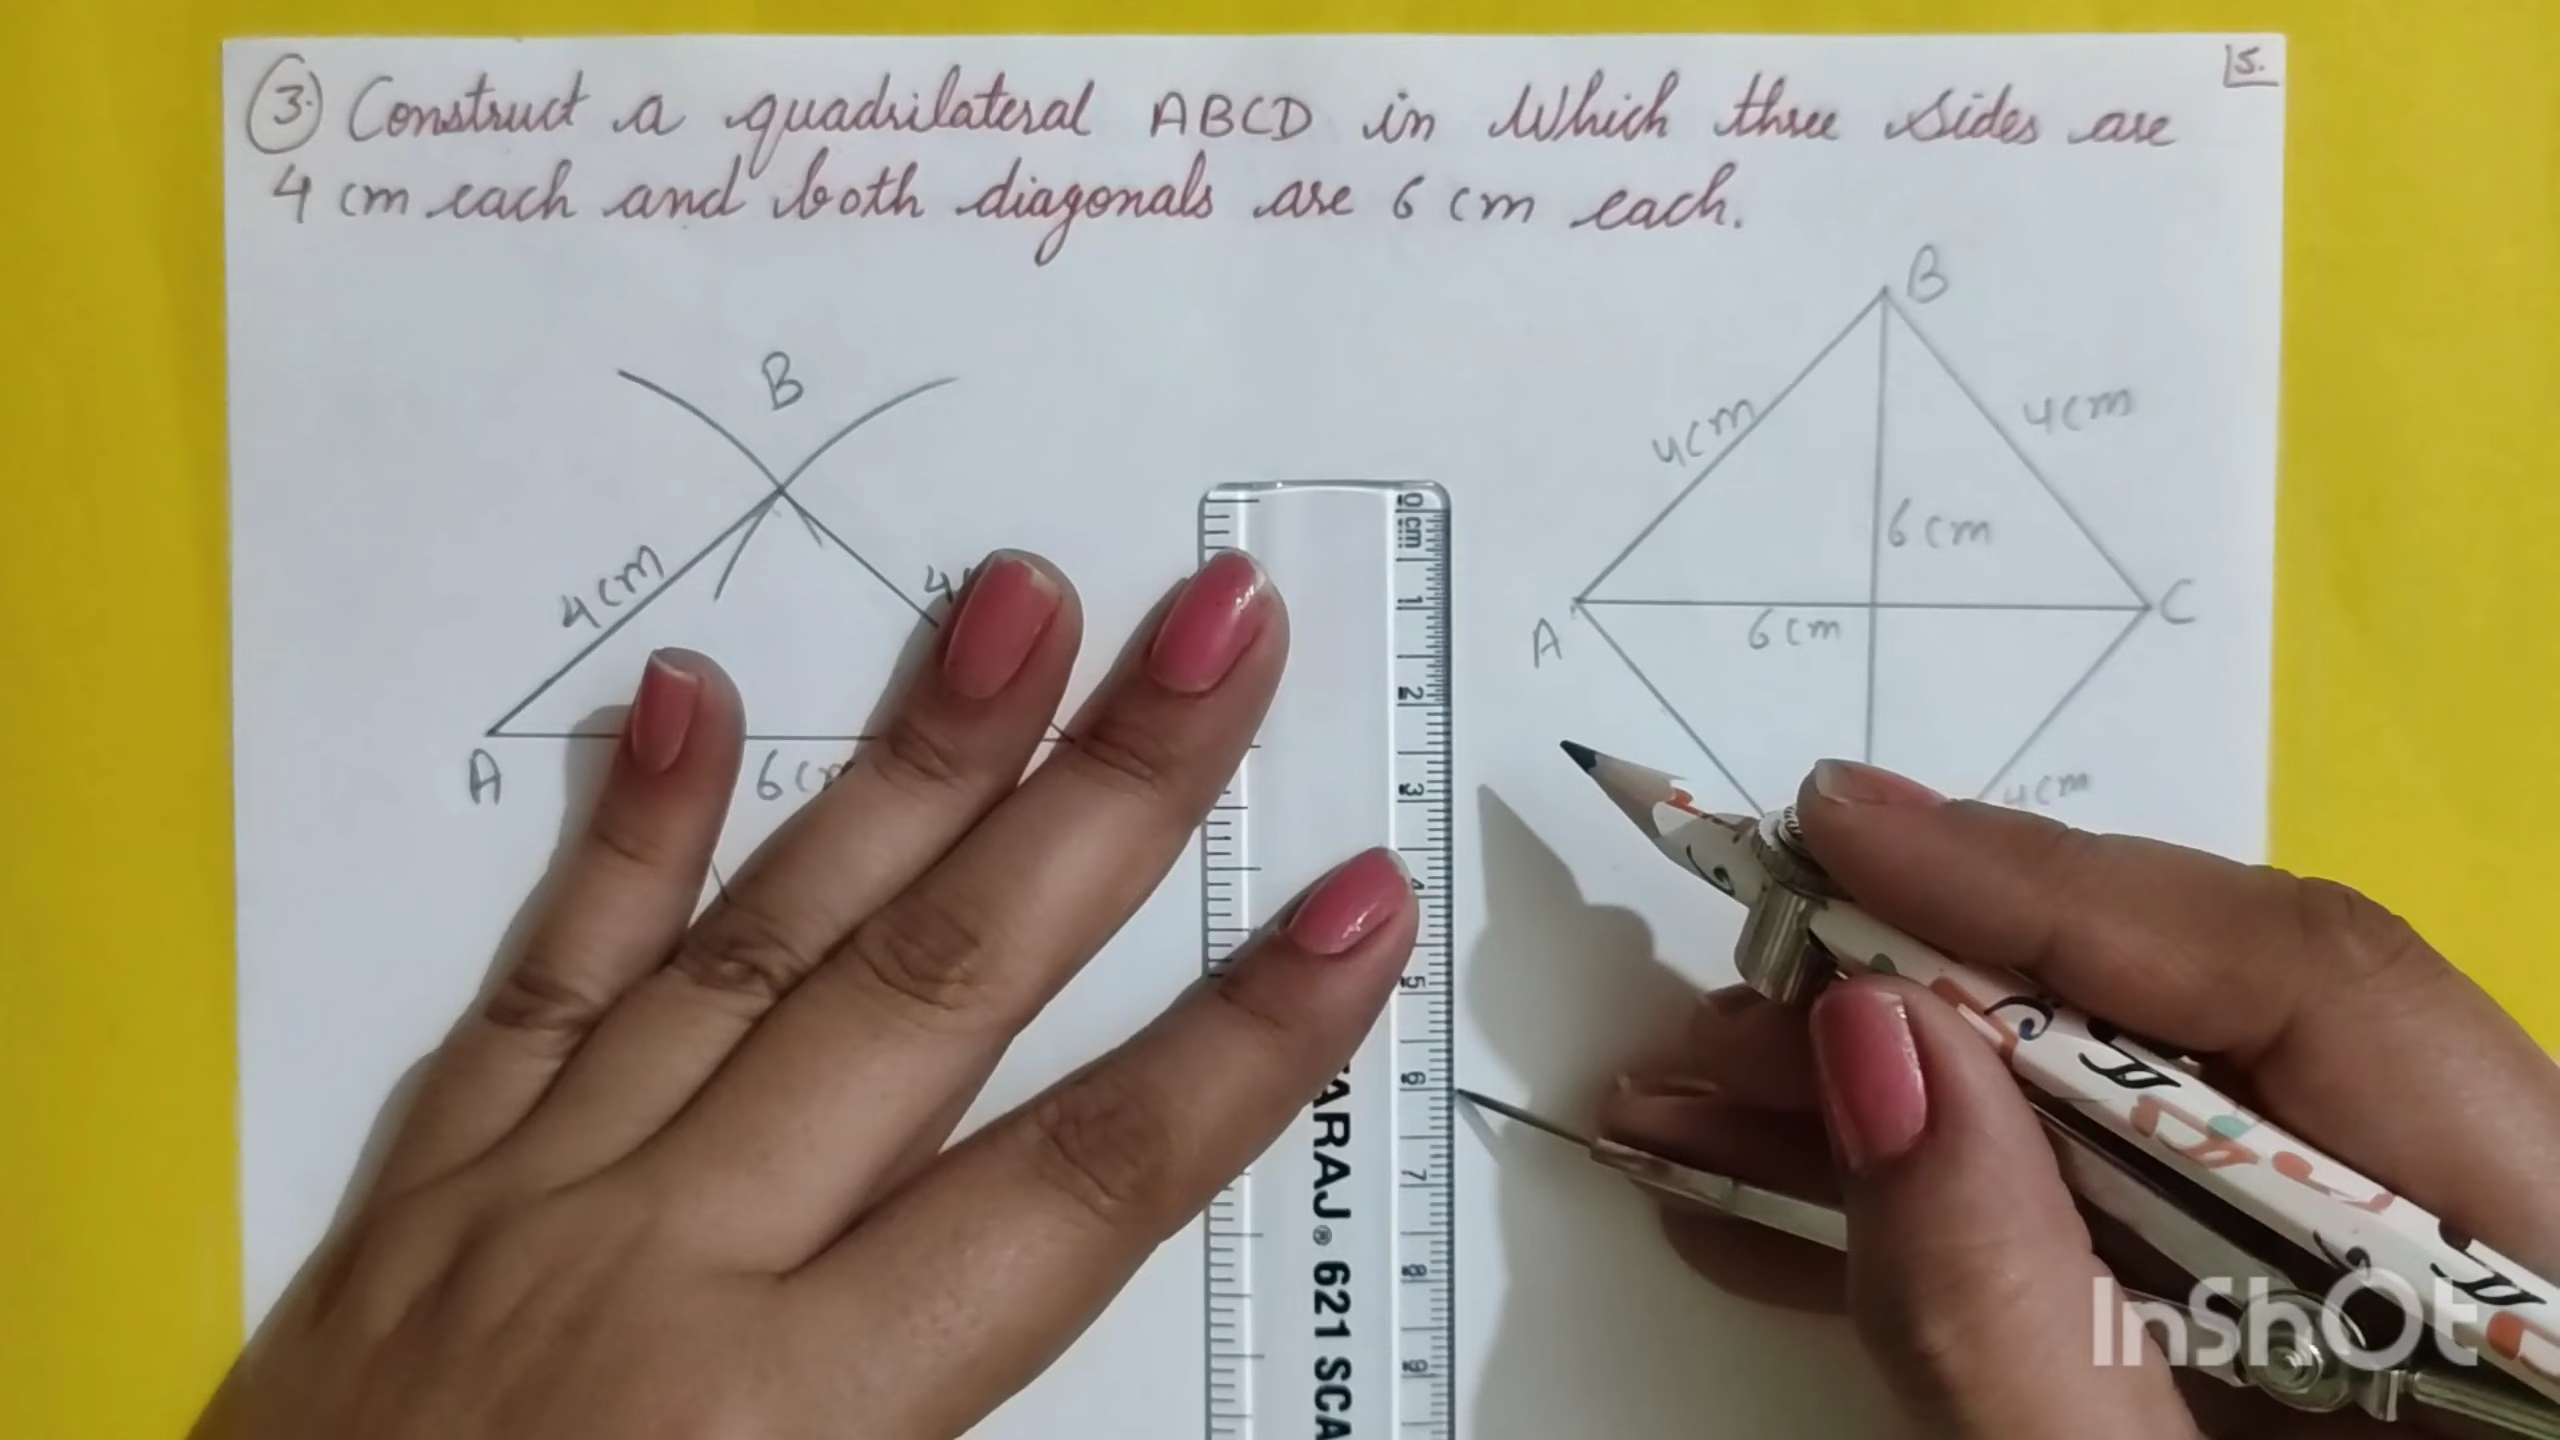 5.
③ Construct a quadrilateral ABCD in Which three sides are
4 cm each and both diagonals are 6 cm each.
B
4cm
A
6cm
B
4cm
4cm
6cm
A
6cm
C
4cm
0 cm 1 2 3 4 5 6 7 8 9
ARAJ® 621 SCA
InShOt